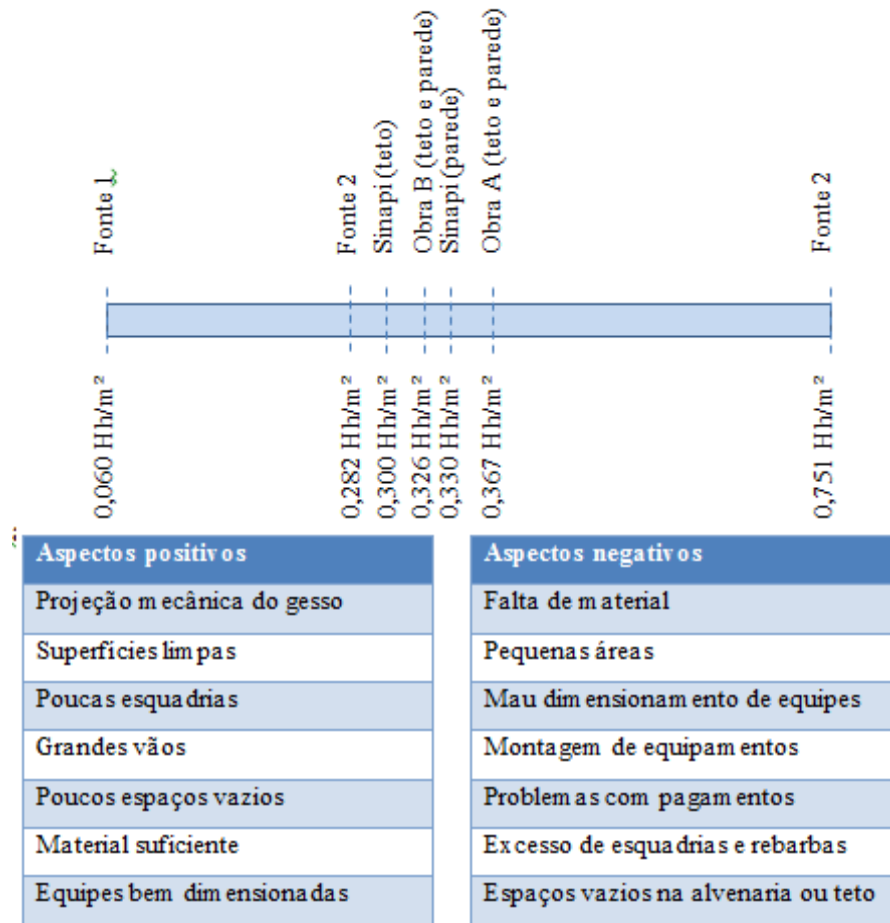 Fonte 1
Fonte 2
Sinapi (teto)
Obra B (teto e parede)
Sinapi (parede)
Obra A (teto e parede)
Fonte 2
0,060 Hh/m²
0,282 Hh/m²
0,300 Hh/m²
0,326 Hh/m²
0,330 Hh/m²
0,367 Hh/m²
0,751 Hh/m²
Aspectos positivos
Projeção mecânica do gesso
Superfícies limpas
Poucas esquadrias
Grandes vãos
Poucos espaços vazios
Material suficiente
Equipes bem dimensionadas
Aspectos negativos
Falta de material
Pequenas áreas
Mau dimensionamento de equipes
Montagem de equipamentos
Problemas com pagamentos
Excesso de esquadrias e rebarbas
Espaços vazios na alvenaria ou teto